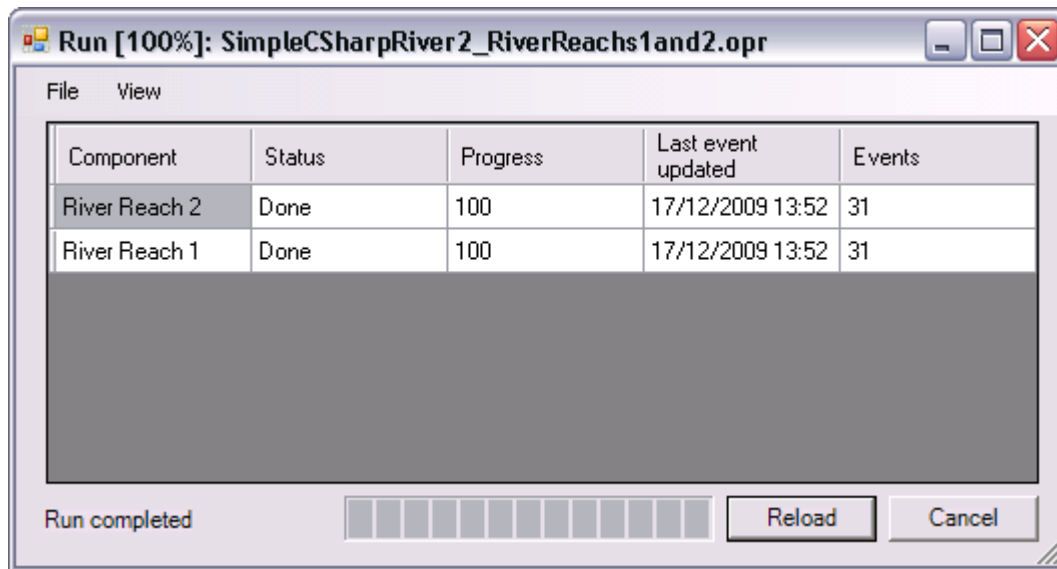 Run [100%]: SimpleCSharpRiver2_RiverReachs1and2.opr
File View
Component Status Progress Last event updated Events
River Reach 2 Done 100 17/12/2009 13:52 31
River Reach 1 Done 100 17/12/2009 13:52 31
Run completed Reload Cancel